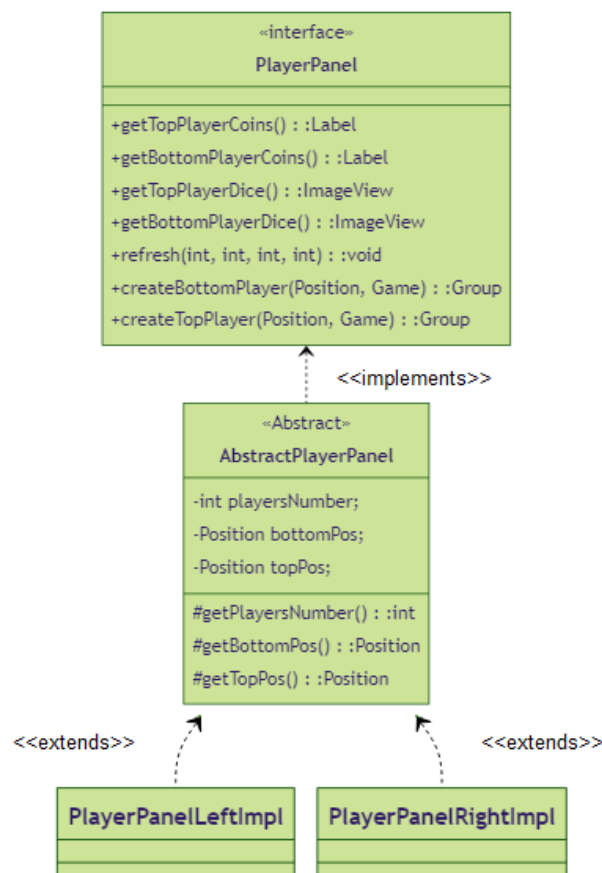 «interface»
PlayerPanel
+getTopPlayerCoins() : :Label
+getBottomPlayerCoins() : :Label
+getTopPlayerDice() : :ImageView
+getBottomPlayerDice() : :ImageView
+refresh(int, int, int, int) : :void
+createBottomPlayer(Position, Game) : :Group
+createTopPlayer(Position, Game) : :Group
<<implements>>
«Abstract»
AbstractPlayerPanel
-int playersNumber;
-Position bottomPos;
-Position topPos;
#getPlayersNumber() : :int
#getBottomPos() : :Position
#getTopPos() : :Position
<<extends>> <<extends>>
PlayerPanelLeftImpl PlayerPanelRightImpl